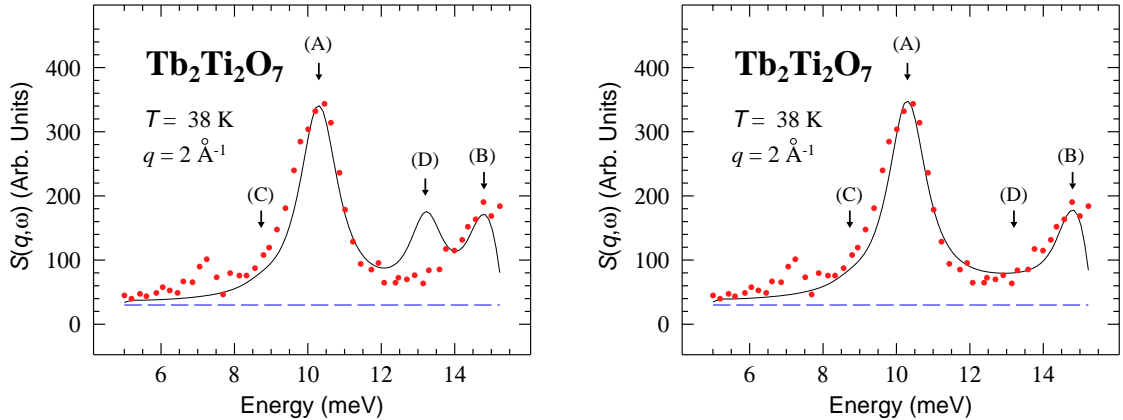 (A)
Tb₂Ti₂O₇
400
T = 38 K
q = 2 Å⁻¹
300
(D)
(B)
(C)
200
100
0
S(q,ω) (Arb. Units)
6 8 10 12 14
Energy (meV)
(A)
Tb₂Ti₂O₇
400
T = 38 K
q = 2 Å⁻¹
300
(B)
(C)
(D)
200
100
0
S(q,ω) (Arb. Units)
6 8 10 12 14
Energy (meV)